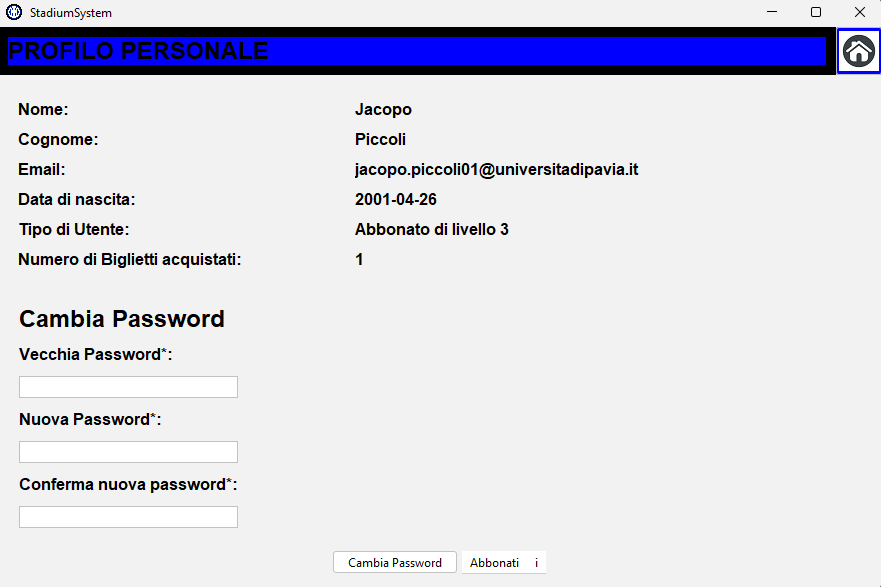 StadiumSystem
PROFILO PERSONALE
Nome: Jacopo
Cognome: Piccoli
Email: jacopo.piccoli01@universitadipavia.it
Data di nascita: 2001-04-26
Tipo di Utente: Abbonato di livello 3
Numero di Biglietti acquistati: 1
Cambia Password
Vecchia Password*:
Nuova Password*:
Conferma nuova password*:
Cambia Password Abbonati i